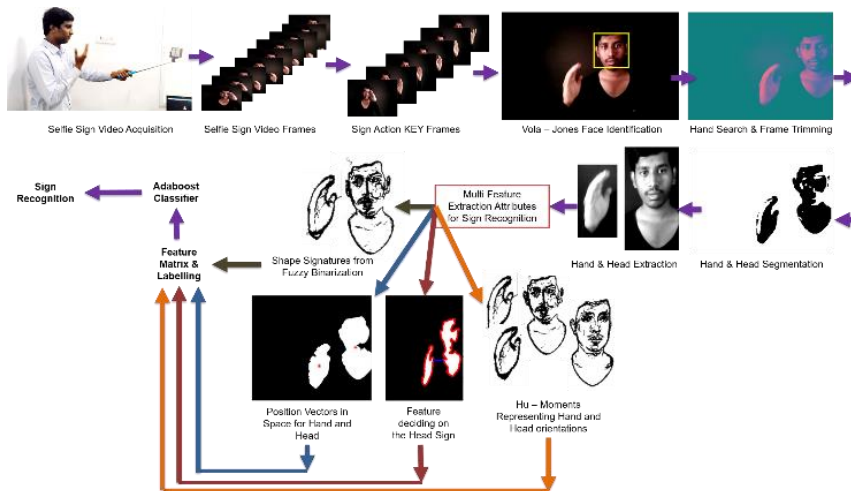 Selfie Sign Video Acquisition
Selfie Sign Video Frames
Sign Action KEY Frames
Vola – Jones Face Identification
Hand Search & Frame Trimming
Sign
Recognition
Adaboost
Classifier
Multi Feature
Extraction Attributes
for Sign Recognition
Feature
Matrix &
Labelling
Shape Signatures from
Fuzzy Binarization
Hand & Head Extraction
Hand & Head Segmentation
Position Vectors in
Space for Hand and
Head
Feature
deciding on
the Head Sign
Hu – Moments
Representing Hand and
Head orientations